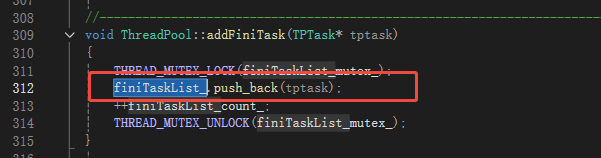 308
//---------------------------------------------------------------
309 void ThreadPool::addFiniTask(TPTask* tptask)
310 {
311 THREAD_MUTEX_LOCK(finiTaskList_mutex_);
312 finiTaskList_.push_back(tptask);
313 ++finiTaskList_count_;
314 THREAD_MUTEX_UNLOCK(finiTaskList_mutex_);
315 }